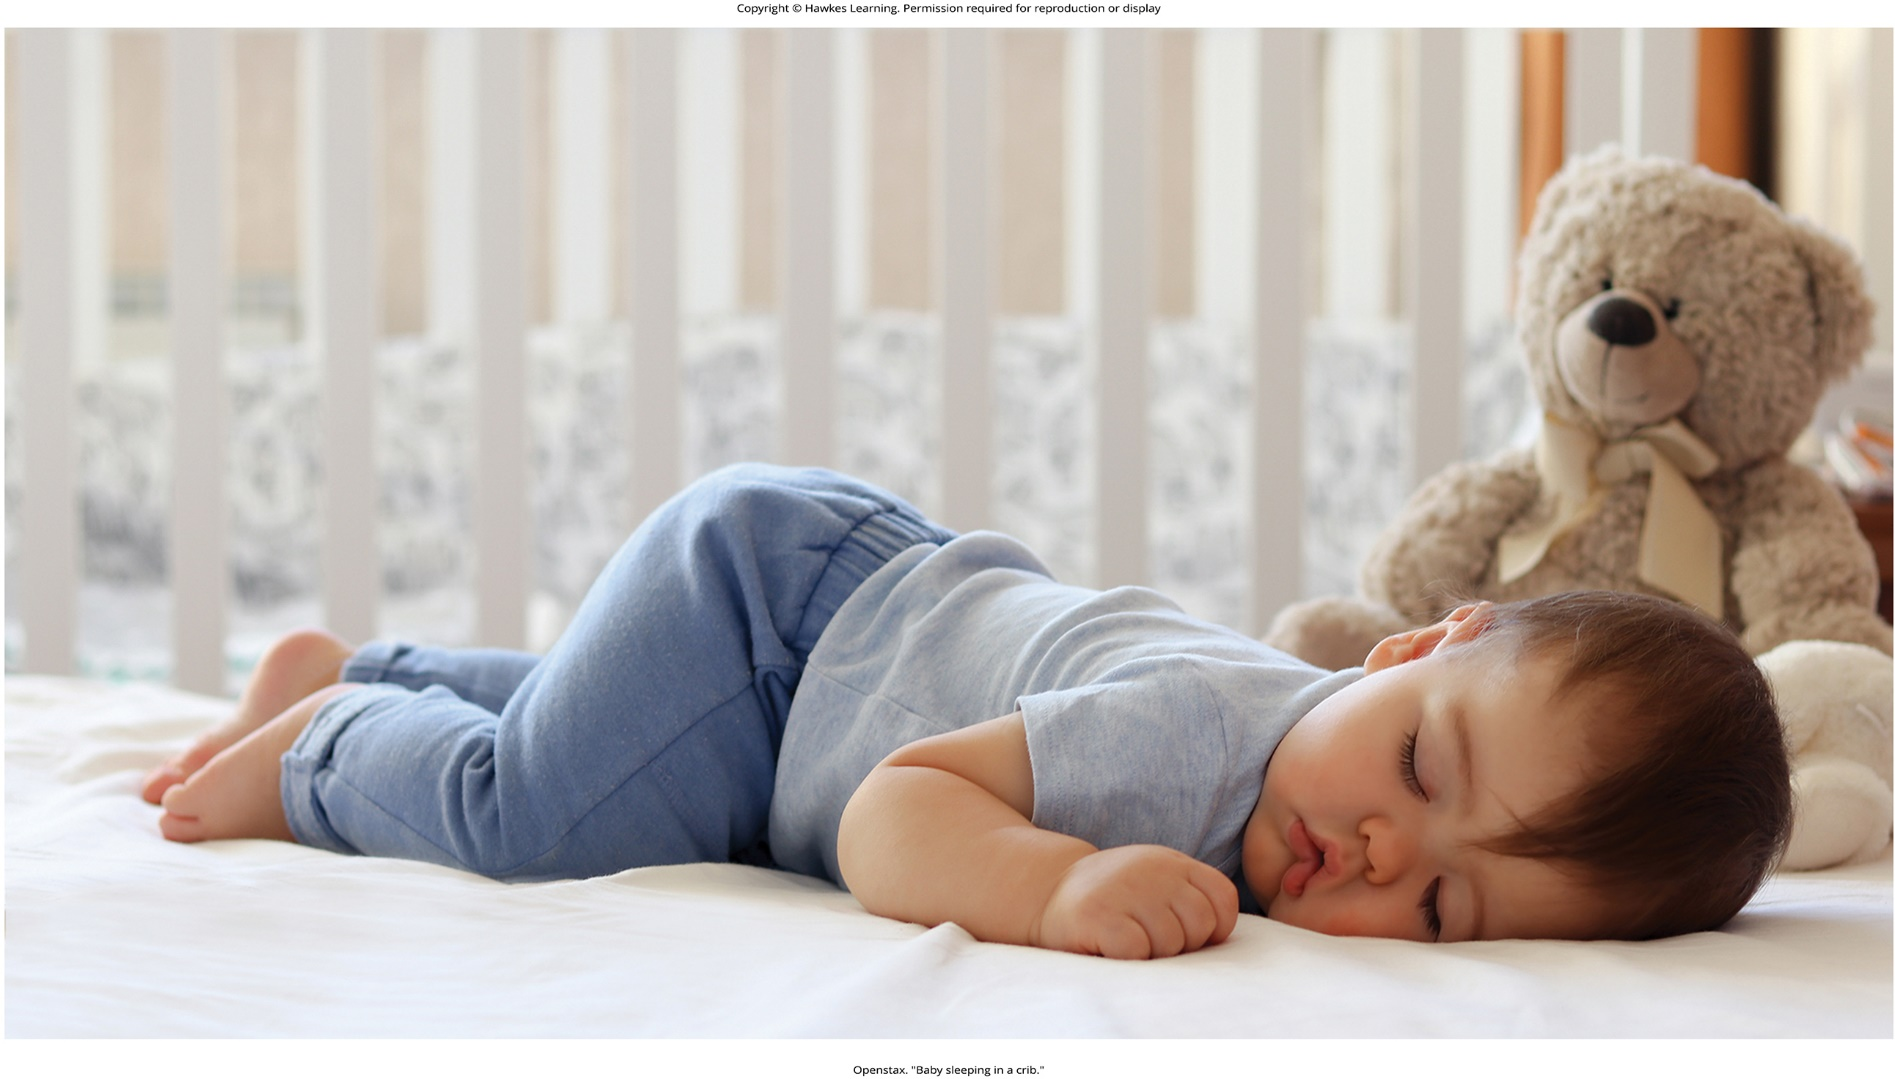 Copyright © Hawkes Learning. Permission required for reproduction or display
Openstax. "Baby sleeping in a crib."